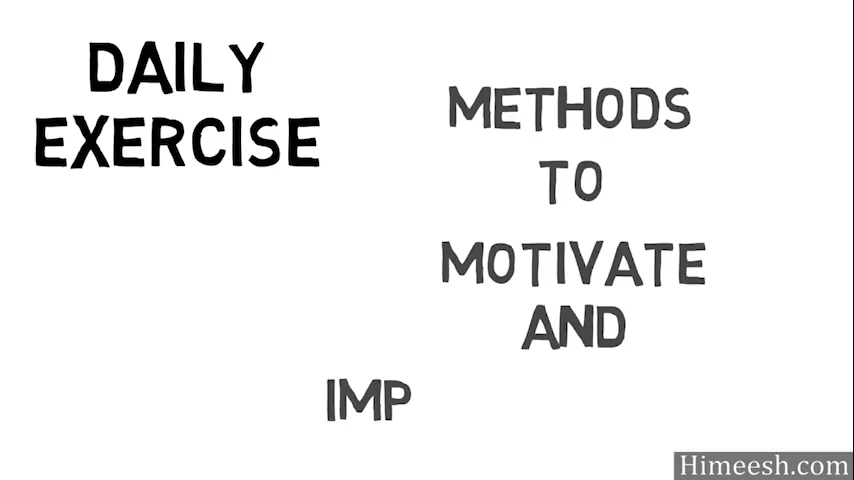 DAILY
EXERCISE
METHODS
TO
MOTIVATE
AND
IMP
Himeesh.com